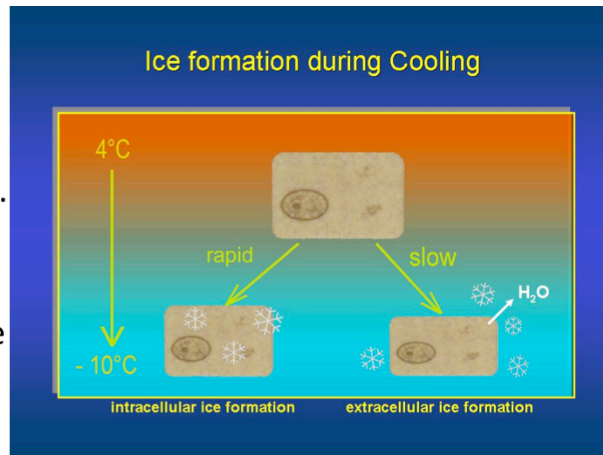 Ice formation during Cooling
4°C
.
rapid
slow
H₂O
e
- 10°C
intracellular ice formation
extracellular ice formation